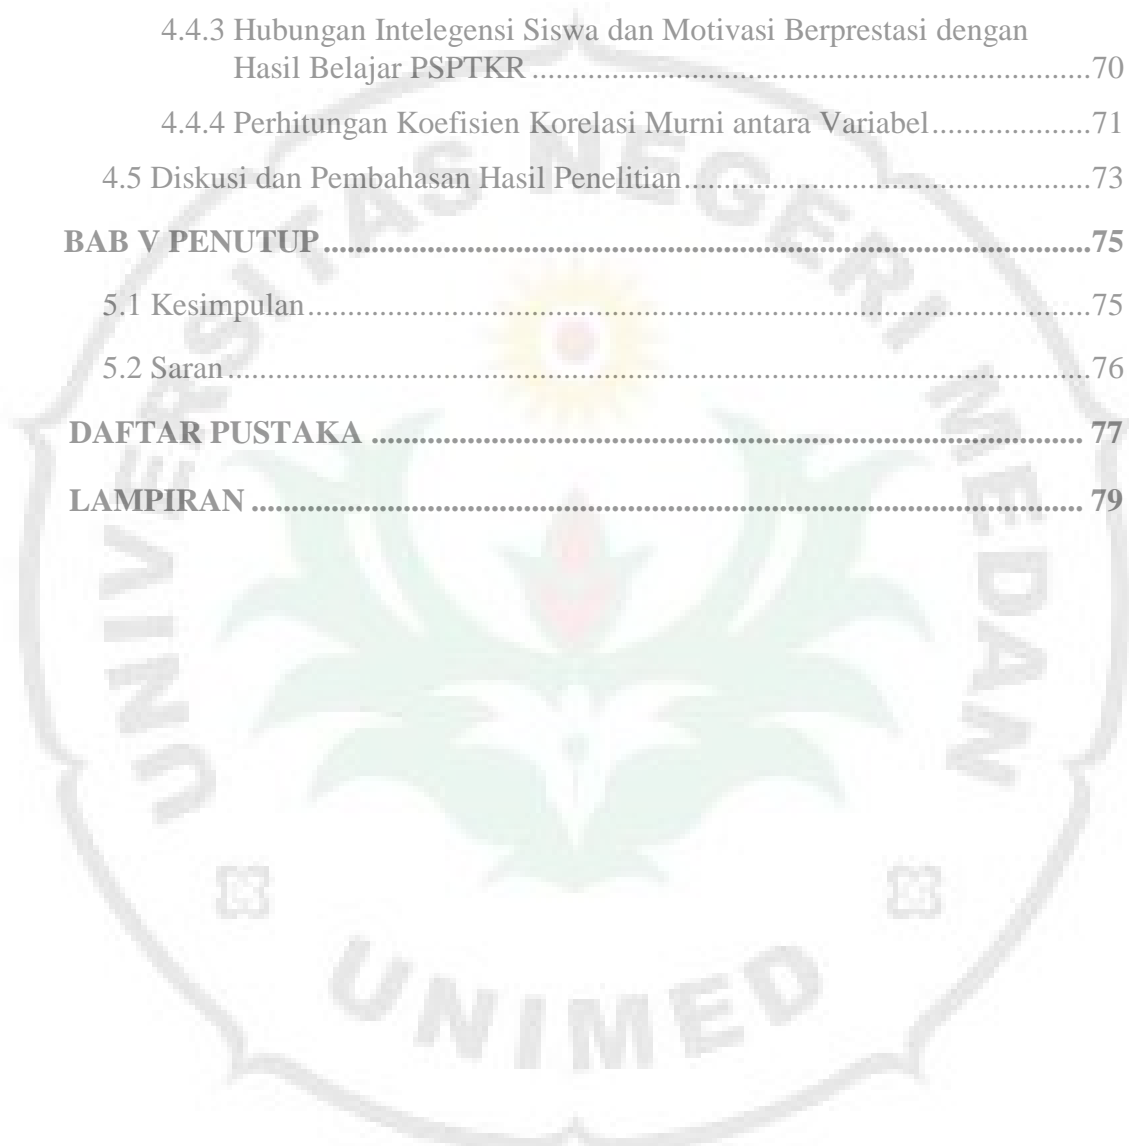 4.4.3 Hubungan Intelegensi Siswa dan Motivasi Berprestasi dengan
Hasil Belajar PSPTKR ............................................................................70
4.4.4 Perhitungan Koefisien Korelasi Murni antara Variabel....................71
4.5 Diskusi dan Pembahasan Hasil Penelitian...................................................73
BAB V PENUTUP................................................................................................75
5.1 Kesimpulan..................................................................................................75
5.2 Saran............................................................................................................76
DAFTAR PUSTAKA ......................................................................................... 77
LAMPIRAN ........................................................................................................ 79
UNIVERSITAS NEGERI MEDAN
UNIMED